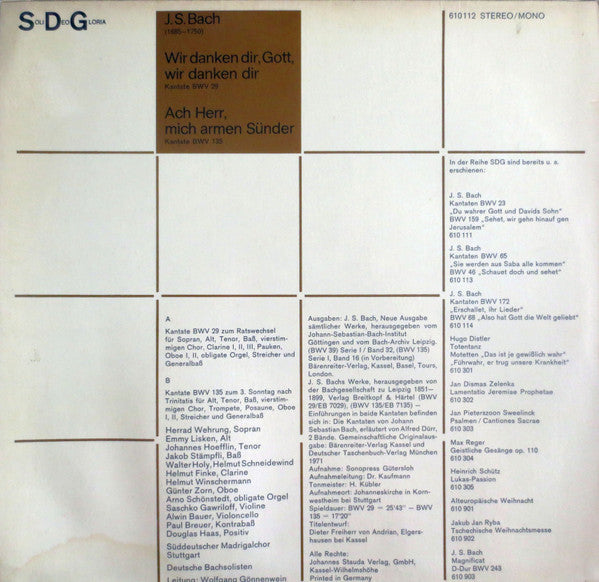 SOLI DEO GLORIA
J. S. Bach
(1685–1750)
Wir danken dir, Gott,
wir danken dir
Kantate BWV 29
Ach Herr,
mich armen Sünder
Kantate BWV 135
610112 STEREO/MONO
In der Reihe SDG sind bereits u. a.
erschienen:
J. S. Bach
Kantaten BWV 23
„Du wahrer Gott und Davids Sohn"
BWV 159 „Sehet, wir gehn hinauf gen
Jerusalem"
610 111
J. S. Bach
Kantaten BWV 65
„Sie werden aus Saba alle kommen"
BWV 46 „Schauet doch und sehet"
610 113
J. S. Bach
Kantaten BWV 172
„Erschallet, ihr Lieder"
BWV 68 „Also hat Gott die Welt geliebt"
610 114
Hugo Distler
Totentanz
Motetten „Das ist je gewißlich wahr"
„Fürwahr, er trug unsere Krankheit"
610 301
Jan Dismas Zelenka
Lamentatio Jeremiae Prophetae
610 302
Jan Pieterszoon Sweelinck
Psalmen / Cantiones Sacrae
610 303
Max Reger
Geistliche Gesänge op. 110
610 304
Heinrich Schütz
Lukas-Passion
610 305
Alteuropäische Weihnacht
610 901
Jakub Jan Ryba
Tschechische Weihnachtsmesse
610 902
J. S. Bach
Magnificat
D-Dur BWV 243
610 903
A
Kantate BWV 29 zum Ratswechsel
für Sopran, Alt, Tenor, Baß, vierstim-
migen Chor, Clarine I, II, III, Pauken,
Oboe I, II, obligate Orgel, Streicher und
Generalbaß
B
Kantate BWV 135 zum 3. Sonntag nach
Trinitatis für Alt, Tenor, Baß, vierstim-
migen Chor, Trompete, Posaune, Oboe
I, II, Streicher und Generalbaß
Herrad Wehrung, Sopran
Emmy Lisken, Alt
Johannes Hoefflin, Tenor
Jakob Stämpfli, Baß
Walter Holy, Helmut Schneidewind
Helmut Finke, Clarine
Helmut Winschermann
Günter Zorn, Oboe
Arno Schönstedt, obligate Orgel
Saschko Gawriloff, Violine
Alwin Bauer, Violoncello
Paul Breuer, Kontrabaß
Douglas Haas, Positiv
Süddeutscher Madrigalchor
Stuttgart
Deutsche Bachsolisten
Leitung: Wolfgang Gönnenwein
Ausgaben: J. S. Bach, Neue Ausgabe
sämtlicher Werke, herausgegeben vom
Johann-Sebastian-Bach-Institut
Göttingen und vom Bach-Archiv Leipzig.
(BWV 29) Serie I / Band 32, (BWV 135)
Serie I, Band 16 (in Vorbereitung)
Bärenreiter-Verlag, Kassel, Basel, Tours,
London.
J. S. Bachs Werke, herausgegeben von
der Bachgesellschaft zu Leipzig 1851–
1899, Verlag Breitkopf & Härtel (BWV
29/EB 7029), (BWV 135/EB 7135) –
Einführungen in beide Kantaten befinden
sich in: Die Kantaten von Johann
Sebastian Bach, erläutert von Alfred Dürr,
2 Bände. Gemeinschaftliche Originalaus-
gabe: Bärenreiter-Verlag Kassel und
Deutscher Taschenbuch-Verlag München
1971
Aufnahme: Sonopress Gütersloh
Aufnahmeleitung: Dr. Kaufmann
Tonmeister: H. Kübler
Aufnahmeort: Johanneskirche in Korn-
westheim bei Stuttgart
Spieldauer: BWV 29 – 25'43" – BWV
135 – 17'20"
Titelentwurf:
Dieter Freiherr von Andrian, Elgers-
hausen bei Kassel
Alle Rechte:
Johannes Stauda Verlag, GmbH,
Kassel-Wilhelmshöhe
Printed in Germany